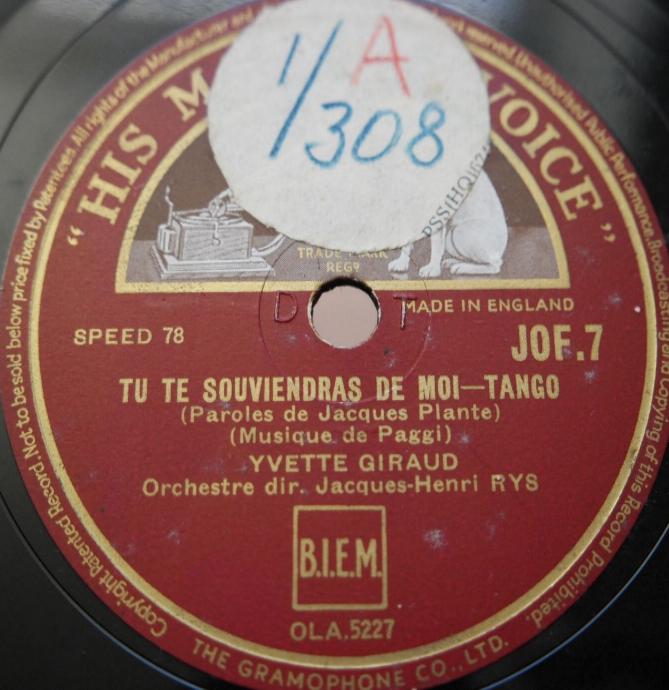 1/A
308
"HIS M VOICE"
TRADE MARK
REGD
D T
MADE IN ENGLAND
SPEED 78
JOF.7
TU TE SOUVIENDRAS DE MOI—TANGO
(Paroles de Jacques Plante)
(Musique de Paggi)
YVETTE GIRAUD
Orchestre dir. Jacques-Henri RYS
B.I.E.M.
OLA.5227
THE GRAMOPHONE CO., LTD.
Copyright Patented Record Not to be sold below price fixed by Patentees. All rights of the Manufacturer and
reserved Unauthorised Public Performance, Broadcasting and Copying of this Record Prohibited.